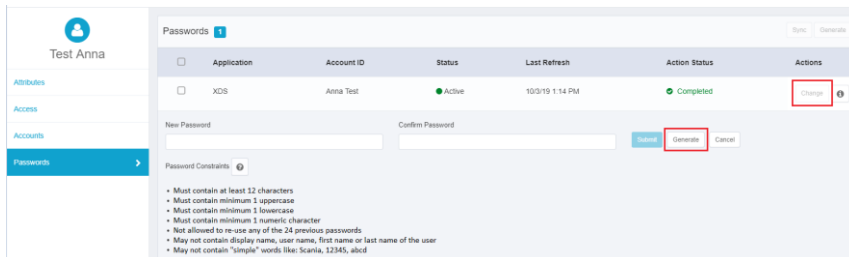 Test Anna
Attributes
Access
Accounts
Passwords
Passwords 1
Sync Generate
Application Account ID Status Last Refresh Action Status Actions
XDS Anna Test Active 10/3/19 1:14 PM Completed Change
New Password Confirm Password
Submit Generate Cancel
Password Constraints
• Must contain at least 12 characters
• Must contain minimum 1 uppercase
• Must contain minimum 1 lowercase
• Must contain minimum 1 numeric character
• Not allowed to re-use any of the 24 previous passwords
• May not contain display name, user name, first name or last name of the user
• May not contain "simple" words like: Scania, 12345, abcd